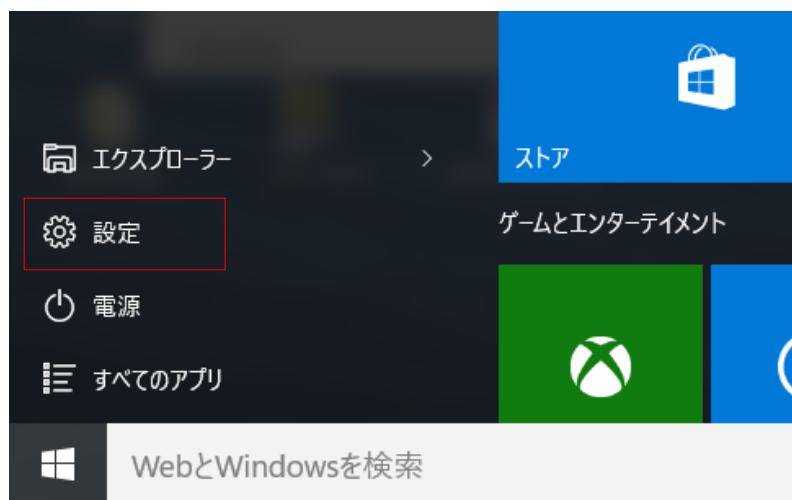 エクスプローラー
設定
電源
すべてのアプリ
ストア
ゲームとエンターテイメント
WebとWindowsを検索